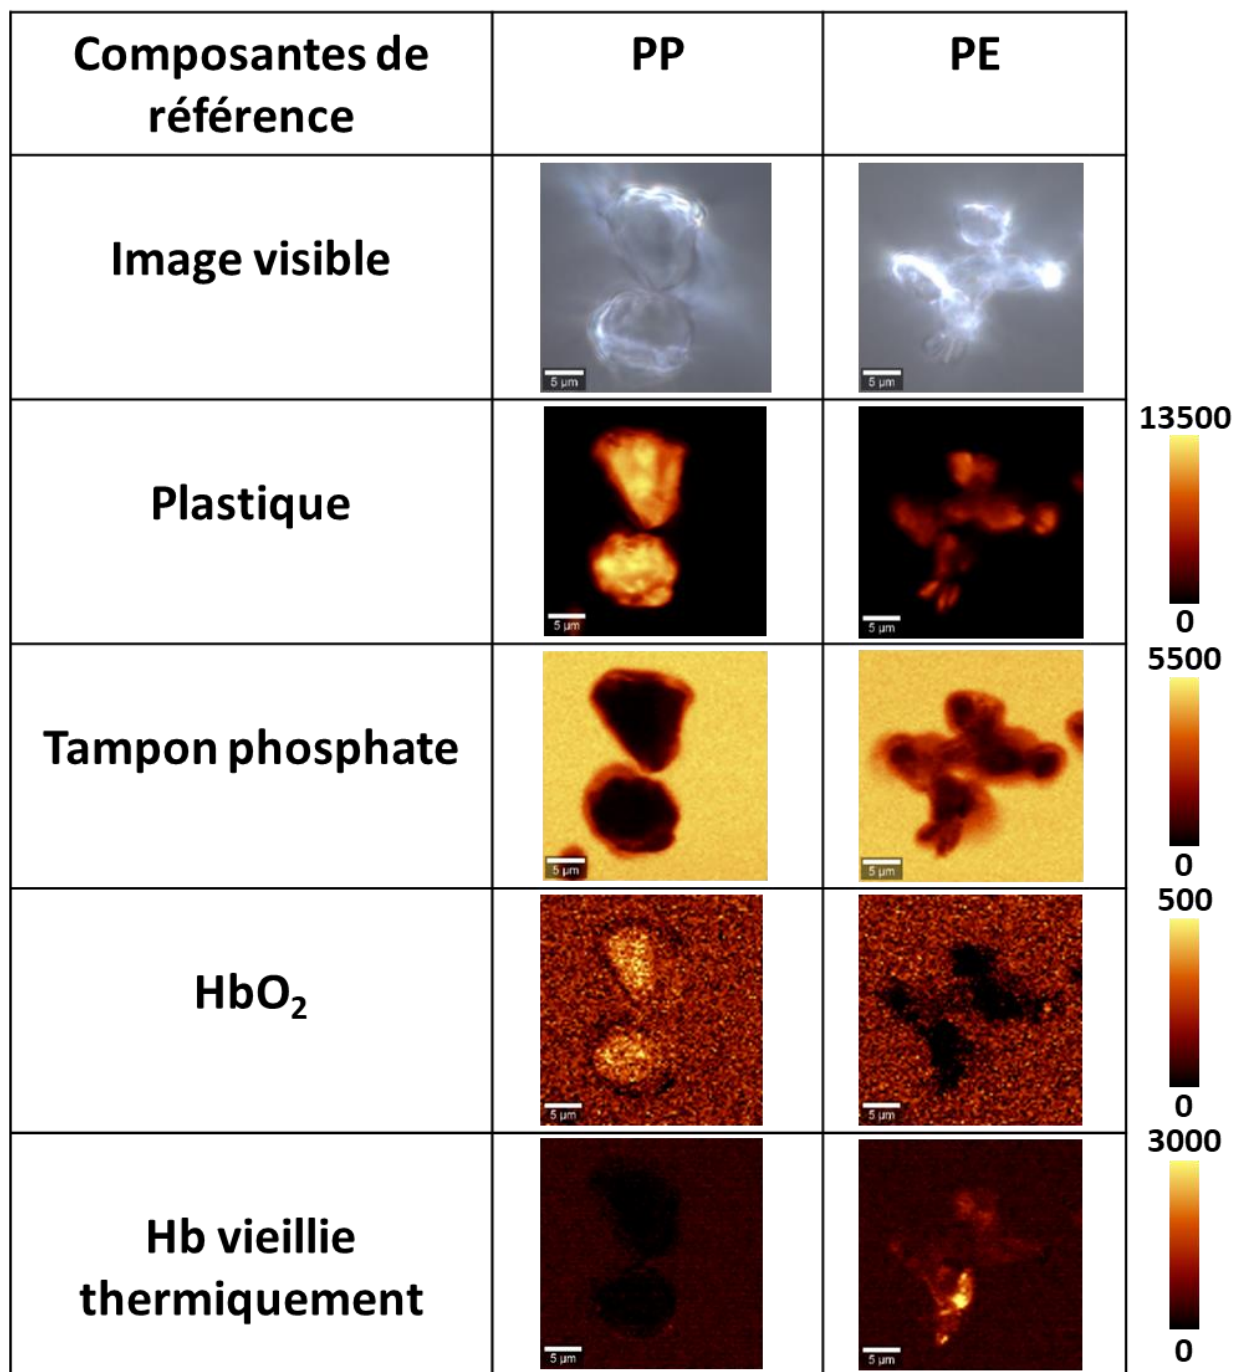 Composantes de
référence
PP
PE
Image visible
5 µm
5 µm
Plastique
5 µm
5 µm
13500
0
Tampon phosphate
5 µm
5 µm
5500
0
HbO₂
5 µm
5 µm
500
0
Hb vieillie
thermiquement
5 µm
5 µm
3000
0